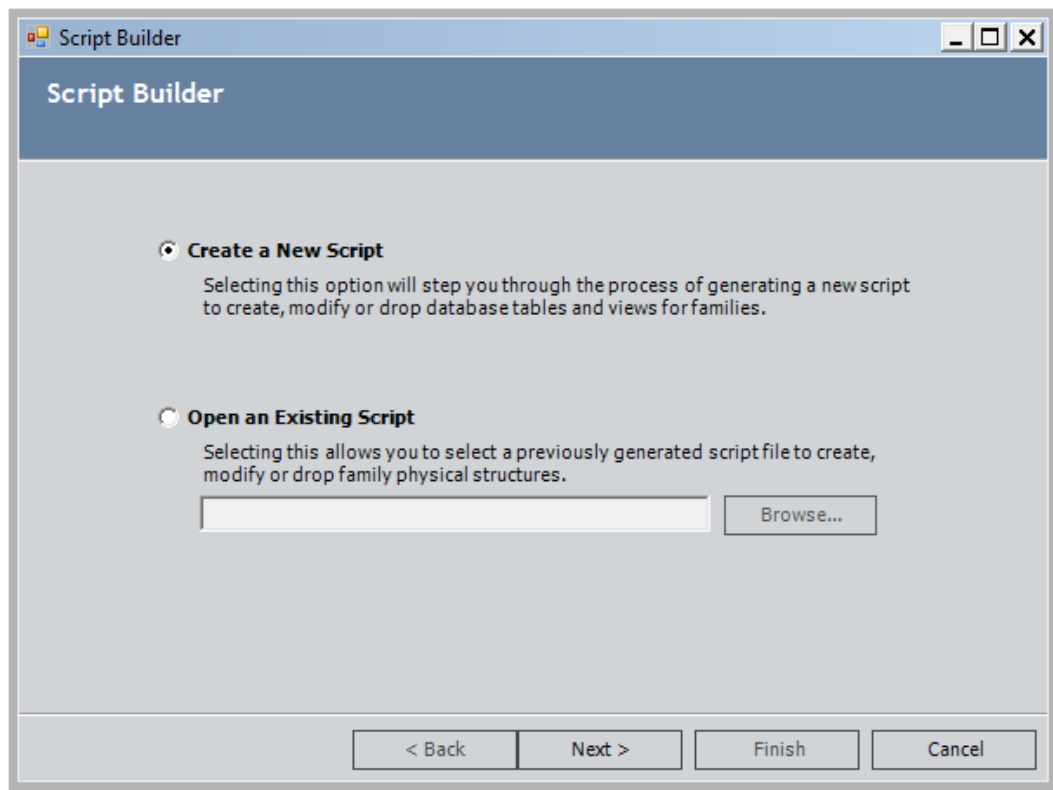 Script Builder
Script Builder
Create a New Script
Selecting this option will step you through the process of generating a new script
to create, modify or drop database tables and views for families.
Open an Existing Script
Selecting this allows you to select a previously generated script file to create,
modify or drop family physical structures.
Browse...
< Back Next > Finish Cancel